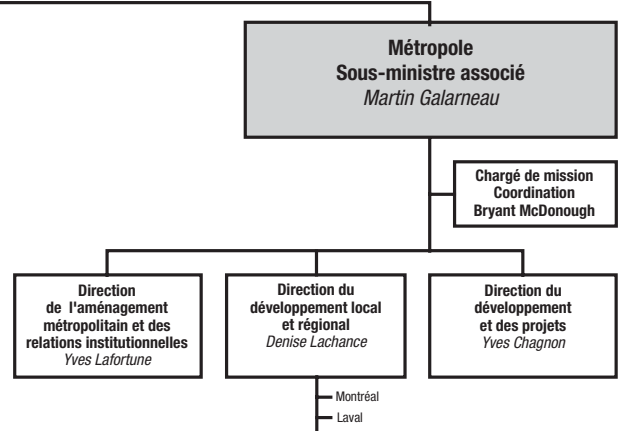 Métropole
Sous-ministre associé
Martin Galarneau
Chargé de mission
Coordination
Bryant McDonough
Direction
de l'aménagement
métropolitain et des
relations institutionnelles
Yves Lafortune
Direction du
développement local
et régional
Denise Lachance
Direction du
développement
et des projets
Yves Chagnon
Montréal
Laval